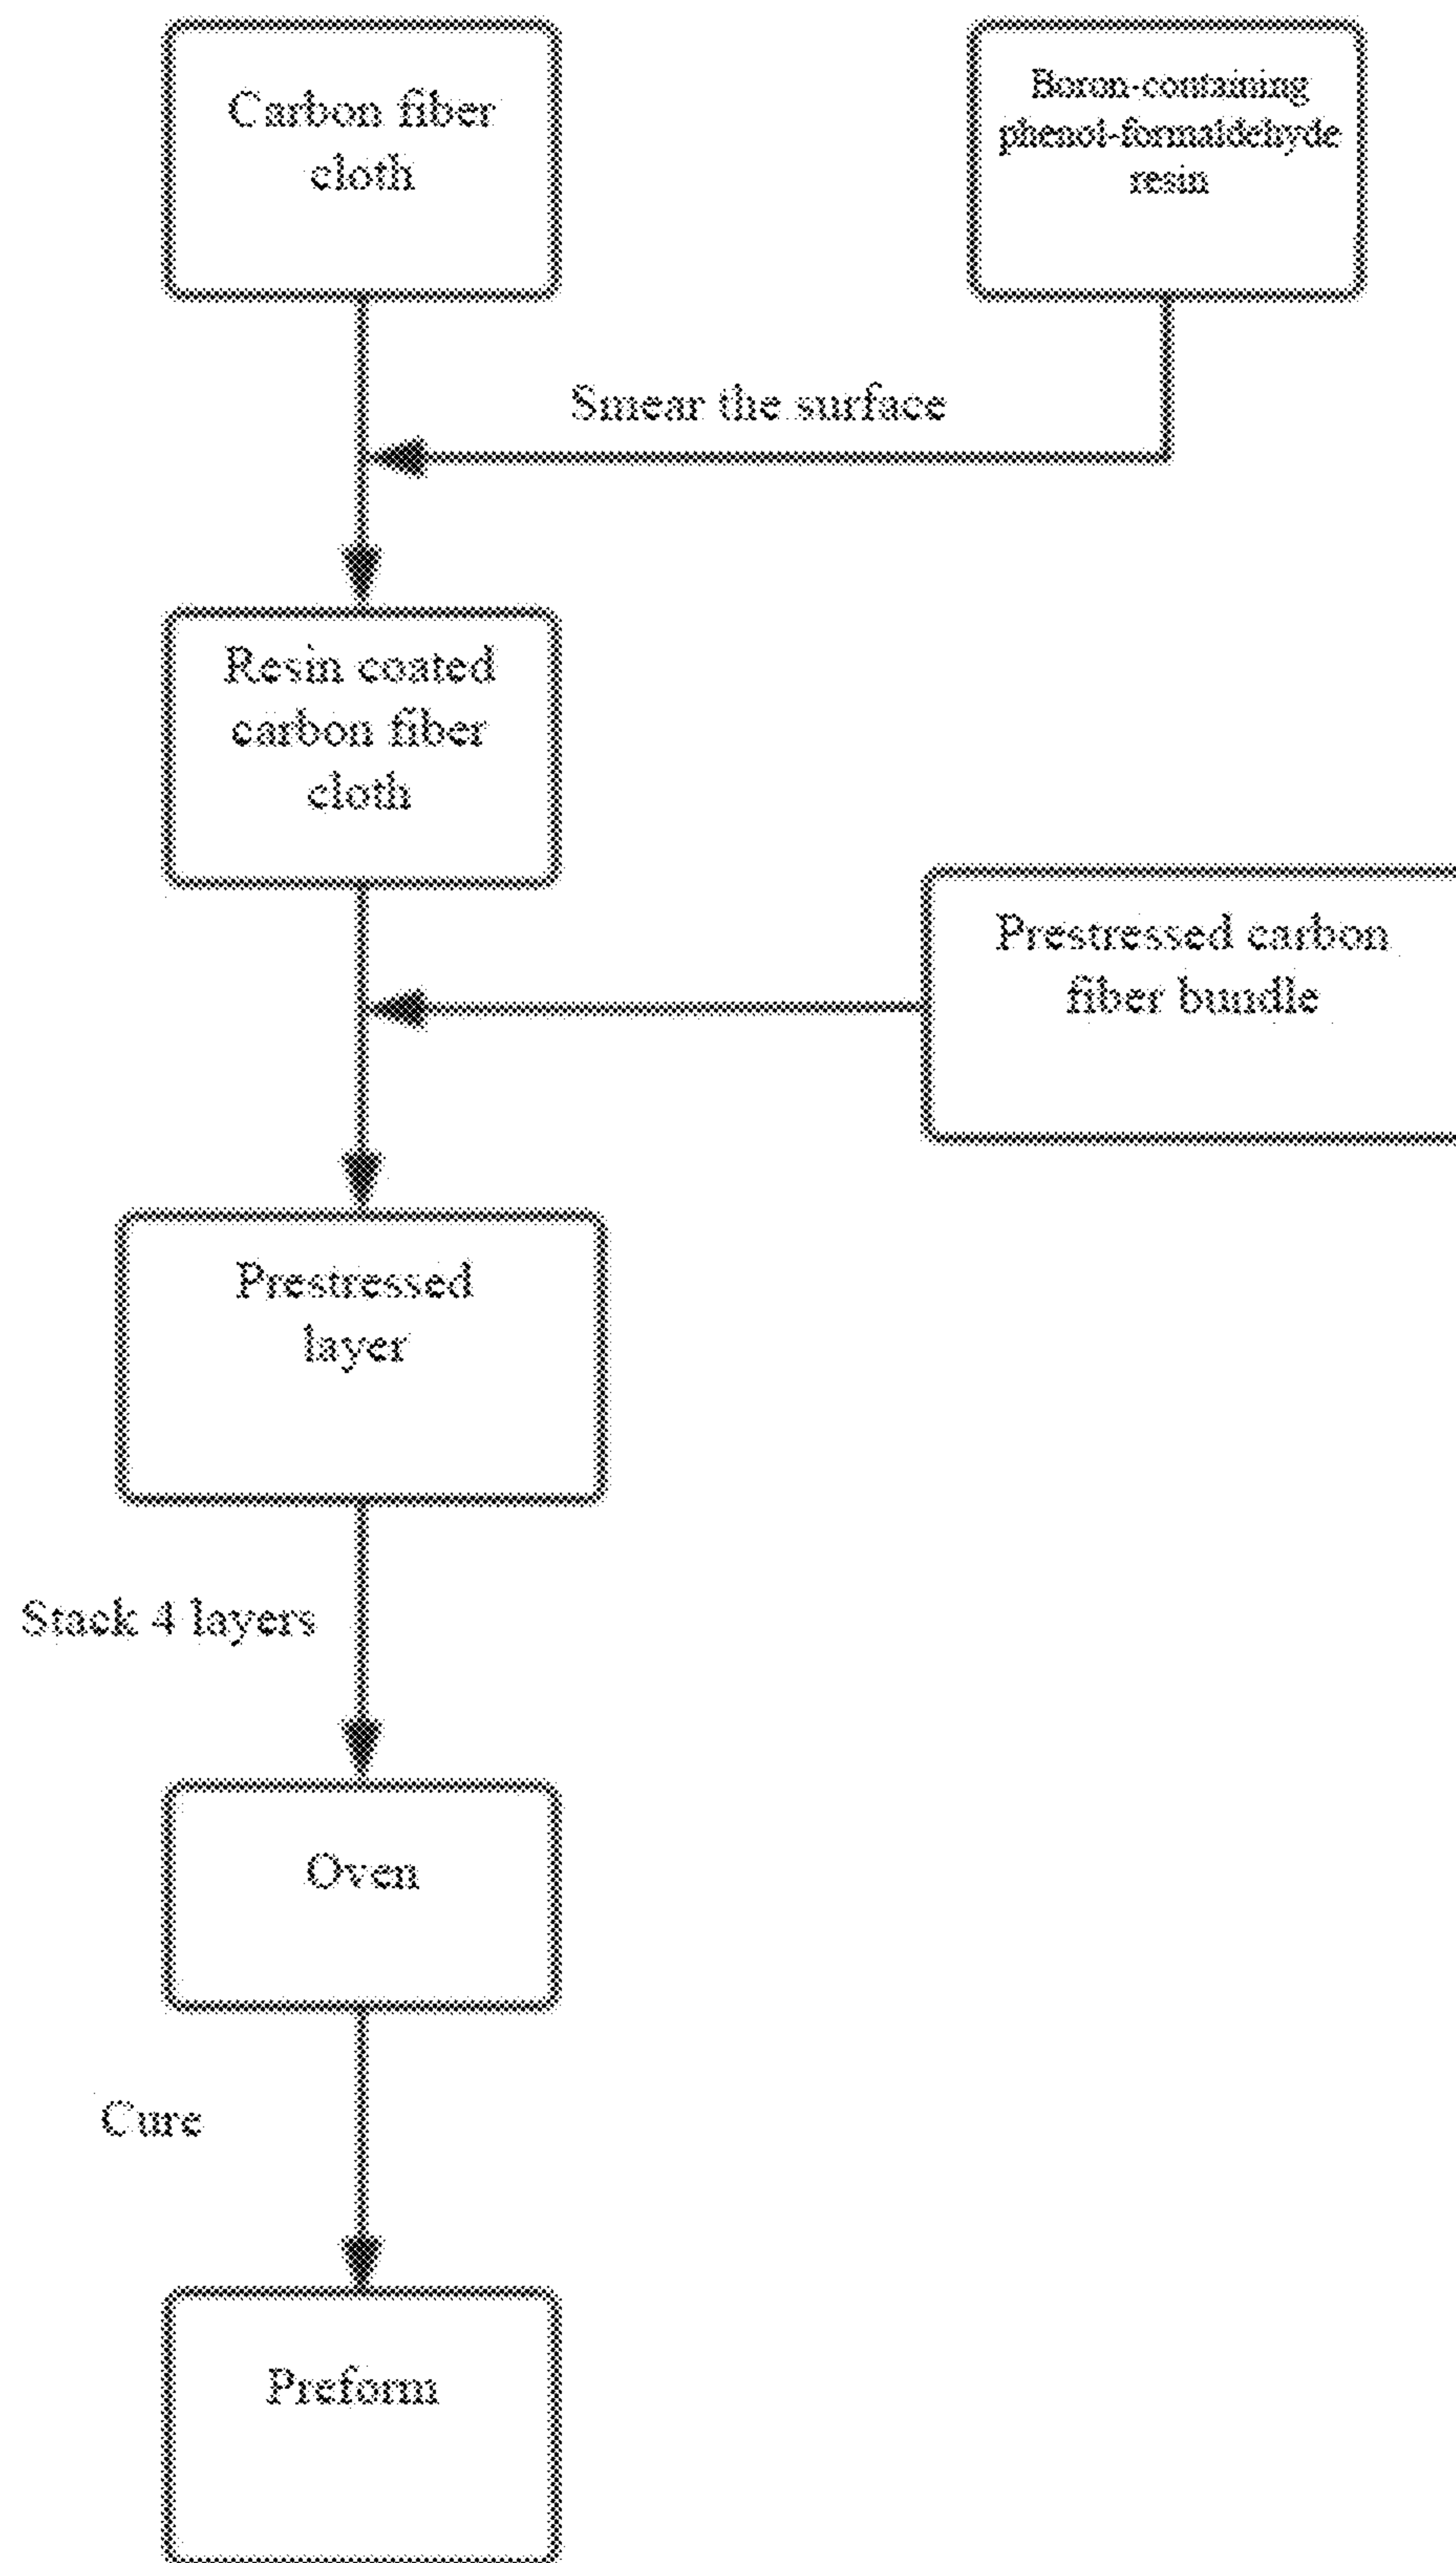 Carbon fiber
cloth
Boron-containing
phenol-formaldehyde
resin
Smear the surface
Resin coated
carbon fiber
cloth
Prestressed carbon
fiber bundle
Prestressed
layer
Stack 4 layers
Oven
Cure
Preform